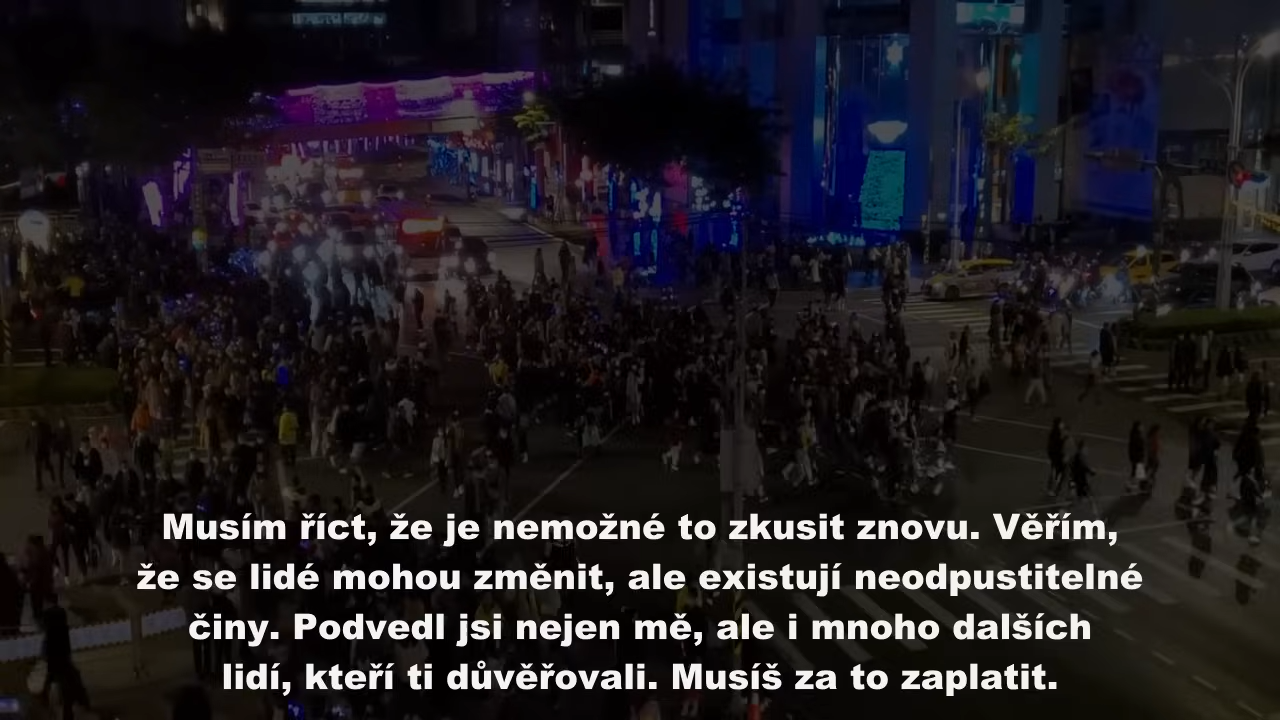 Musím říct, že je nemožné to zkusit znovu. Věřím,
že se lidé mohou změnit, ale existují neodpustitelné
činy. Podvedl jsi nejen mě, ale i mnoho dalších
lidí, kteří ti důvěřovali. Musíš za to zaplatit.